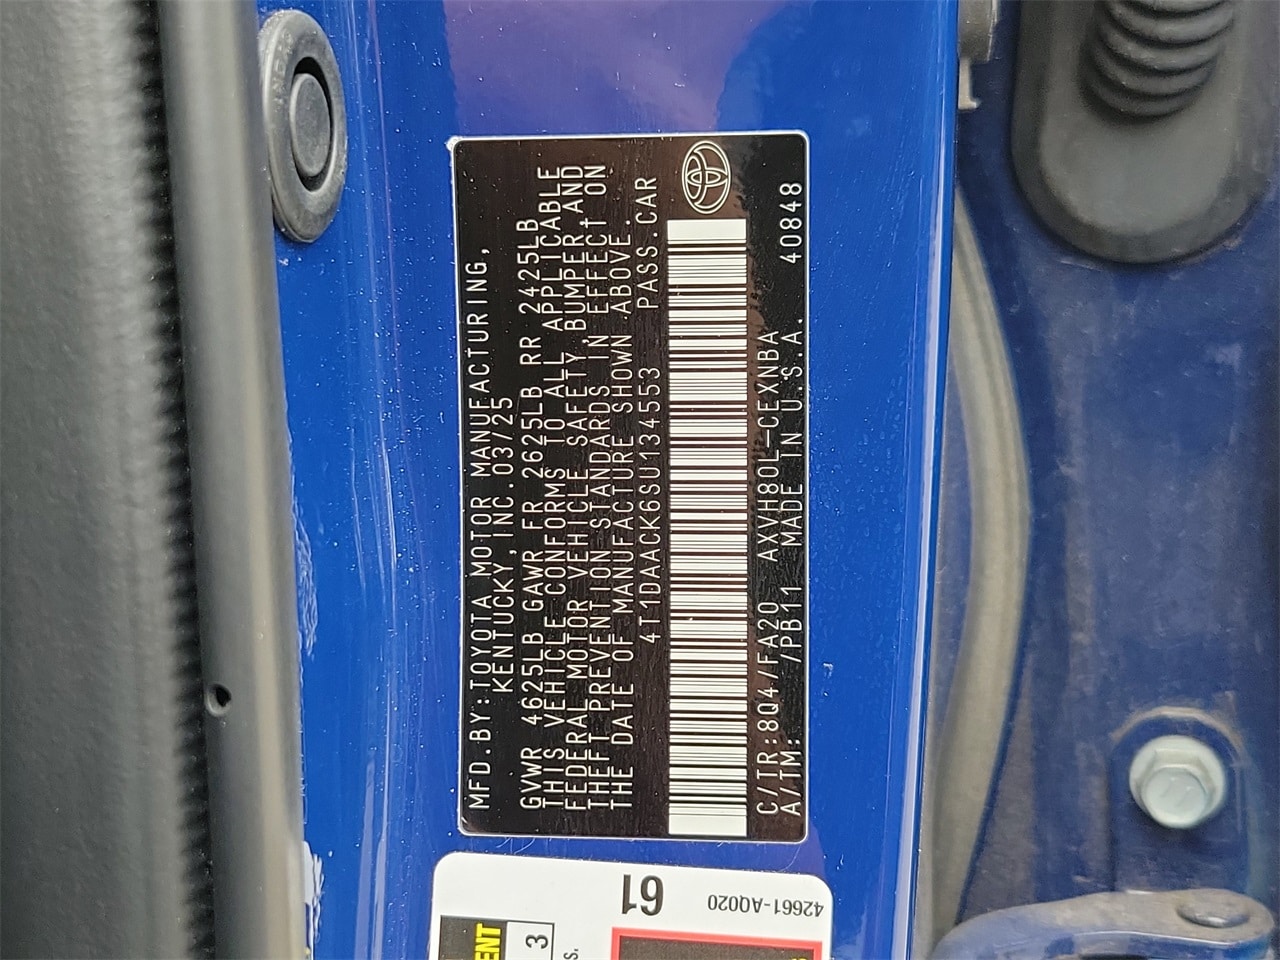 MFD.BY:TOYOTA MOTOR MANUFACTURING,
KENTUCKY,INC.03/25
GVWR 4625LB GAWR FR 2625LB RR 2425LB
THIS VEHICLE CONFORMS TO ALL APPLICABLE
FEDERAL MOTOR VEHICLE SAFETY,BUMPER,AND
THEFT PREVENTION STANDARDS IN EFFECT ON
THE DATE OF MANUFACTURE SHOWN ABOVE.
4T1DAACK6SU134553 PASS.CAR
C/TR:8Q4/FA20 AXVH80L-CEXNBA
A/TM: /PB11 MADE IN U.S.A. 40848
61
42661-AQ020
3